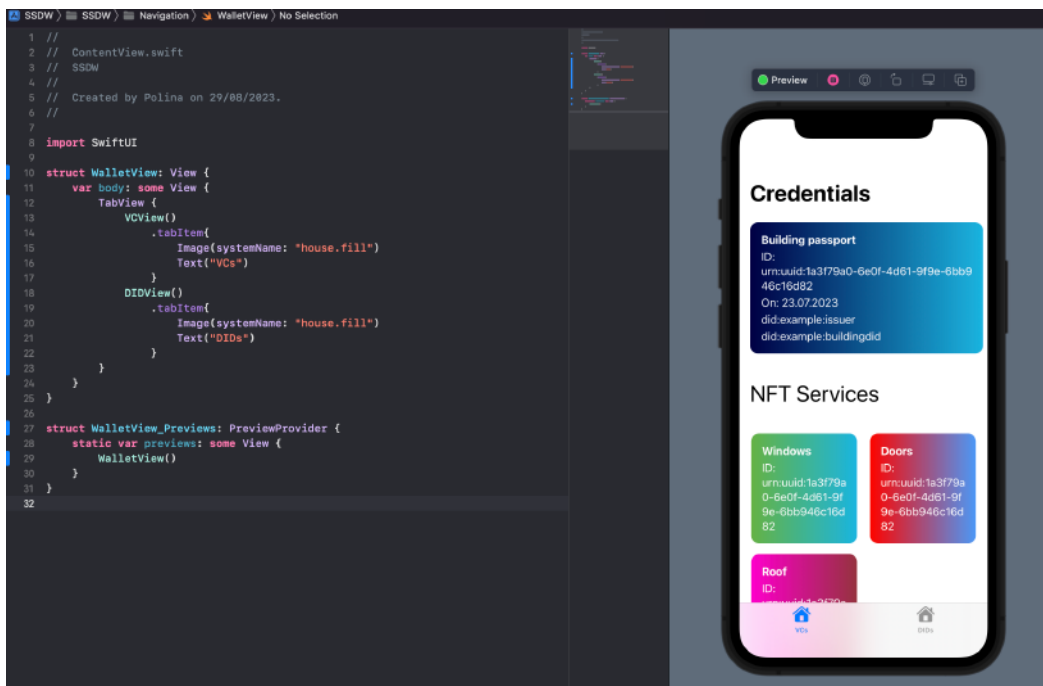 SSDW 〉 SSDW 〉 Navigation 〉 WalletView 〉 No Selection
1 //
2 //  ContentView.swift
3 //  SSDW
4 //
5 //  Created by Polina on 29/08/2023.
6 //
7
8 import SwiftUI
9
10 struct WalletView: View {
11     var body: some View {
12         TabView {
13             VCView()
14                 .tabItem{
15                     Image(systemName: "house.fill")
16                     Text("VCs")
17                 }
18             DIDView()
19                 .tabItem{
20                     Image(systemName: "house.fill")
21                     Text("DIDs")
22                 }
23         }
24     }
25 }
26
27 struct WalletView_Previews: PreviewProvider {
28     static var previews: some View {
29         WalletView()
30     }
31 }
32
Preview
Credentials
Building passport
ID:
urn:uuid:1a3f79a0-6e0f-4d61-9f9e-6bb9
46c16d82
On: 23.07.2023
did:example:issuer
did:example:buildingdid
NFT Services
Windows
ID:
urn:uuid:1a3f79a
0-6e0f-4d61-9f
9e-6bb946c16d
82
Doors
ID:
urn:uuid:1a3f79a
0-6e0f-4d61-9f
9e-6bb946c16d
82
Roof
ID:
VCs
DIDs